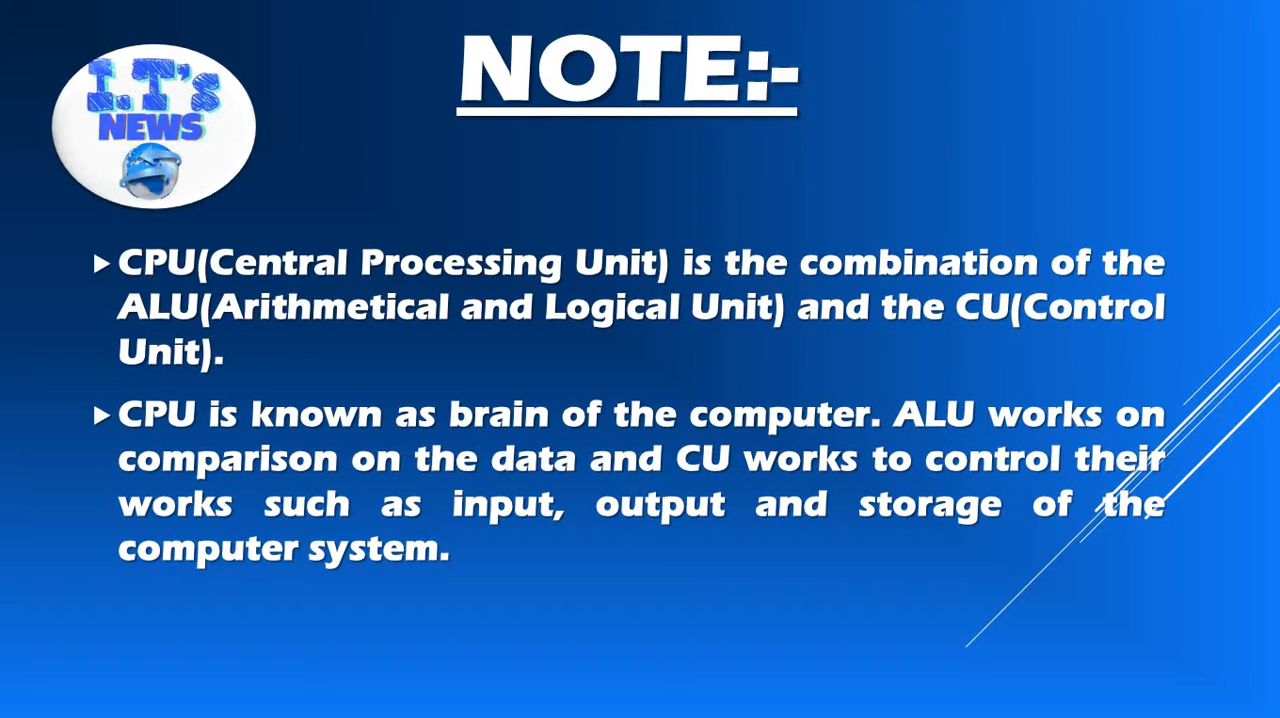 I.T's
NEWS
NOTE:-
CPU(Central Processing Unit) is the combination of the
ALU(Arithmetical and Logical Unit) and the CU(Control
Unit).
CPU is known as brain of the computer. ALU works on
comparison on the data and CU works to control their
works such as input, output and storage of the
computer system.